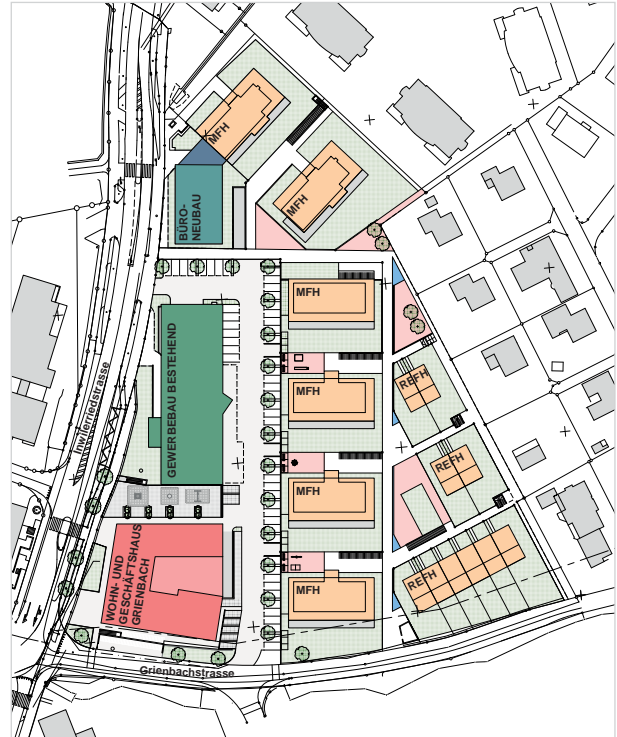 MFH
MFH
BÜRO-
NEUBAU
MFH
GEWERBEBAU BESTEHEND
REFH
MFH
Inwilerriedstrasse
REFH
MFH
WOHN- UND
GESCHÄFTSHAUS
GRIENBACH
MFH
REFH
Grienbachstrasse